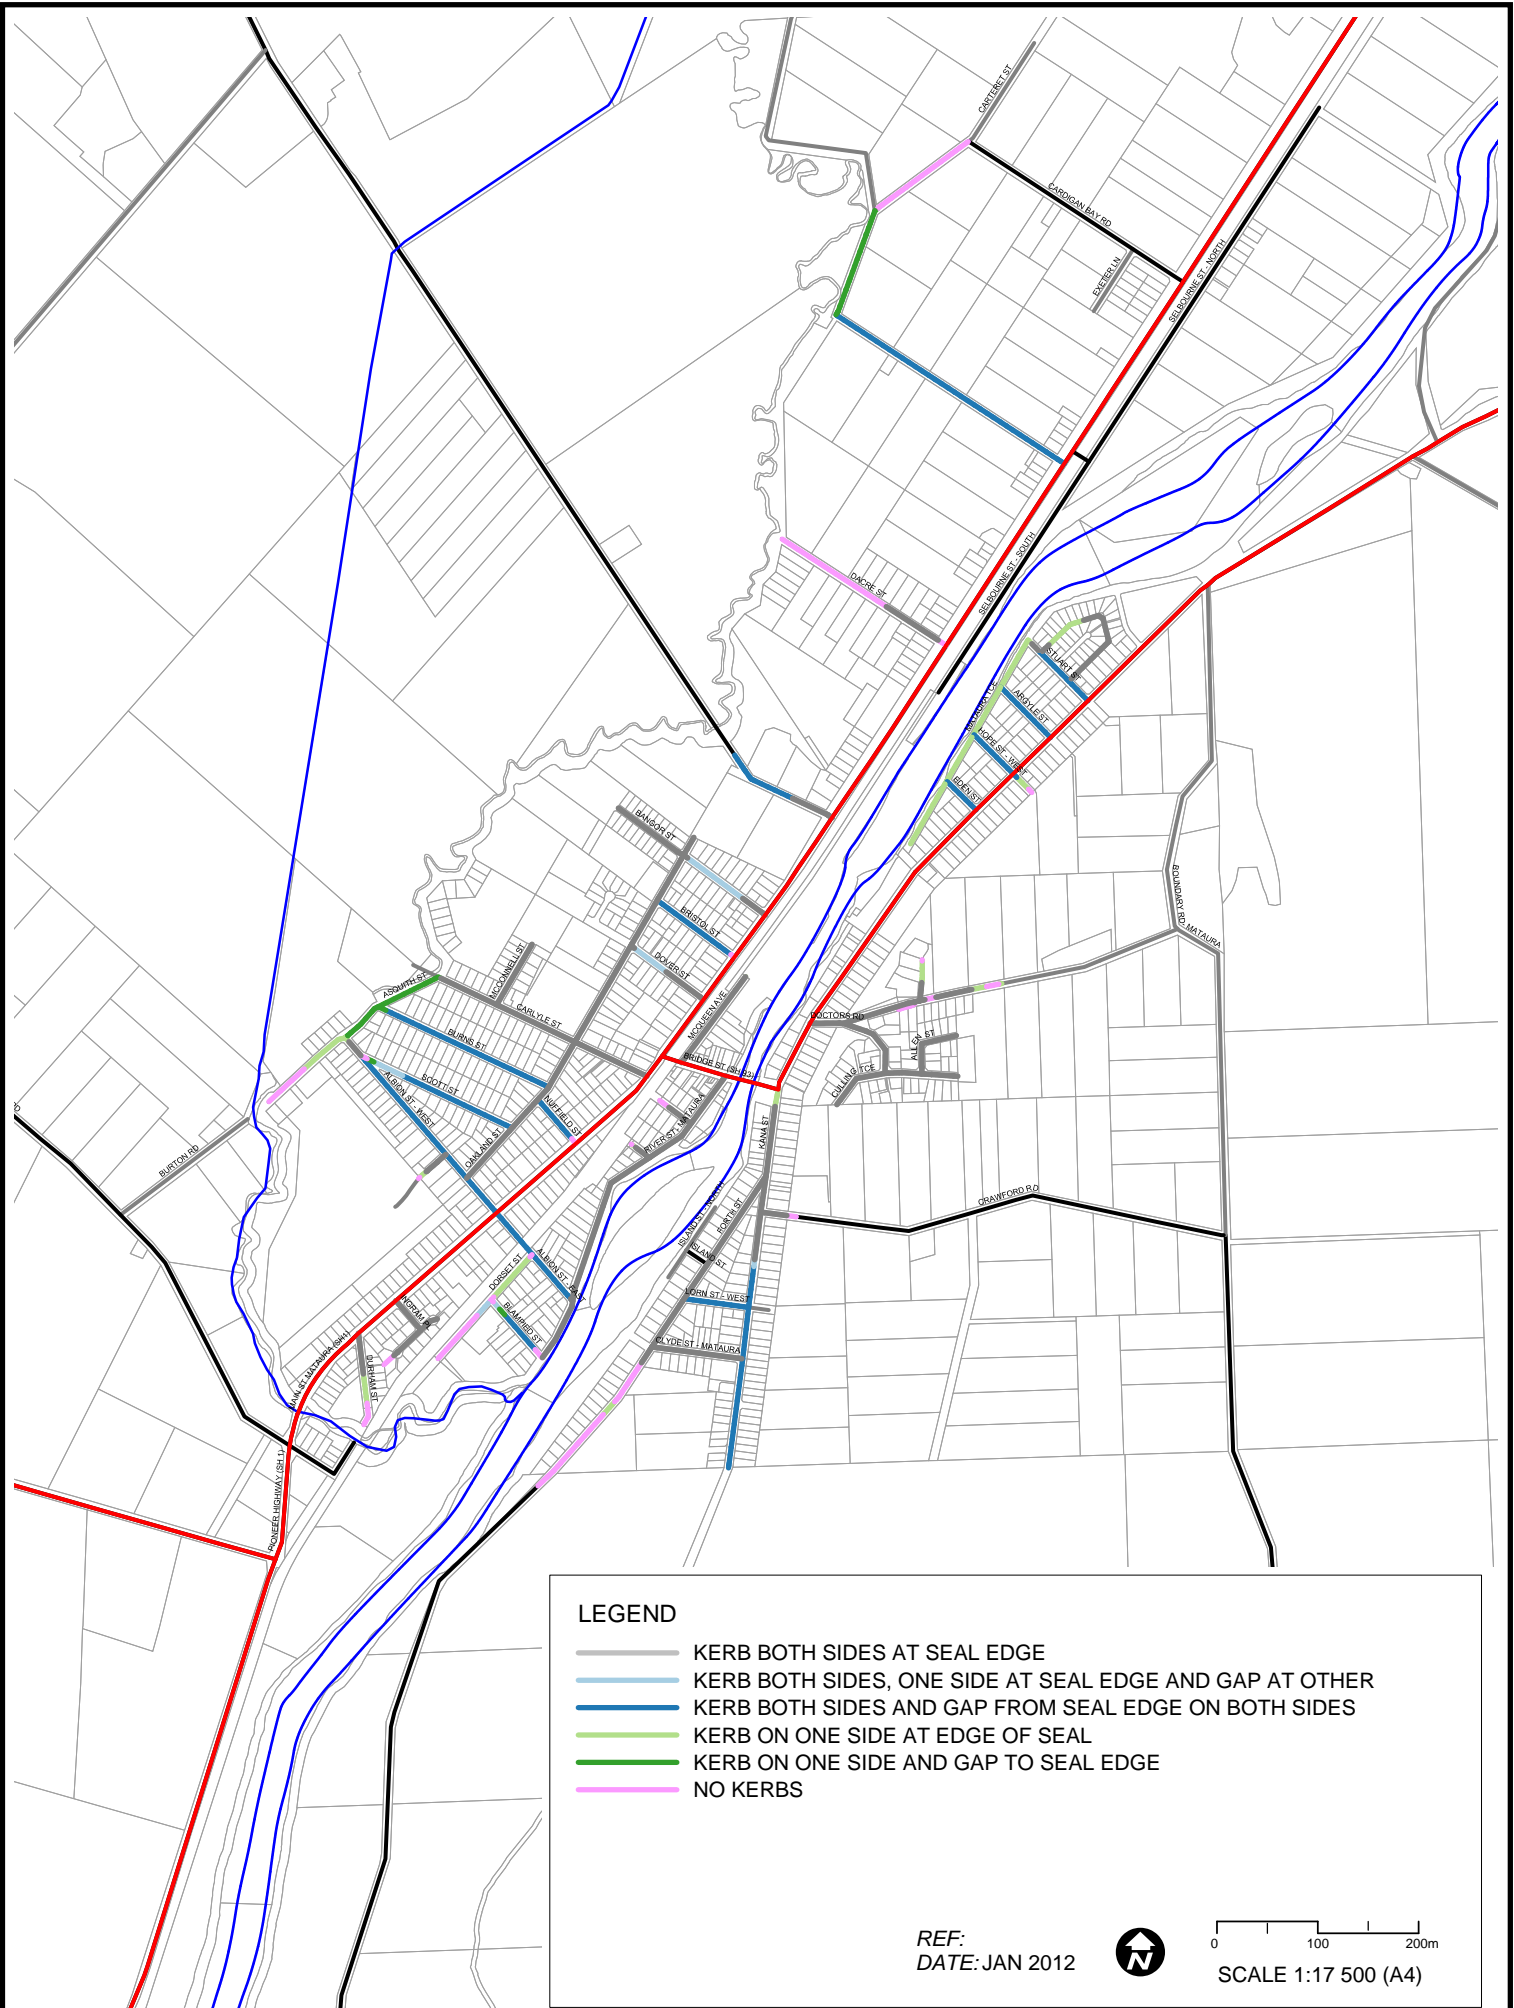 CARTERET ST
CARDIGAN BAY RD
EXETER LN
SELBOURNE ST - NORTH
SELBOURNE ST - SOUTH
DACRE ST
STUART ST
MATAURA TCE
ARGYLE ST
HOPE ST - WEST
EDEN ST
BANGOR ST
BRISTOL ST
DOVER ST
BOUNDARY RD - MATAURA
MCCONNELL ST
ASQUITH ST
CARLYLE ST
MCQUEEN AVE
DOCTORS RD
BURNS ST
ALLEN ST
BRIDGE ST (SH 93)
CULLING TCE
SCOTT ST
ALBION ST - WEST
NUFFIELD ST
RIVER ST - MATAURA
KANA ST
OAKLAND ST
BURTON RD
RD
CRAWFORD RD
ISLAND ST - NORTH
FORTH ST
ISLAND ST
DORSET ST
ALBION ST - EAST
LORN ST - WEST
INGRAM PL
BLAMPIED ST
CLYDE ST - MATAURA
MAIN ST MATAURA (SH1)
DURHAM ST
PIONEER HIGHWAY (SH 1)
LEGEND
KERB BOTH SIDES AT SEAL EDGE
KERB BOTH SIDES, ONE SIDE AT SEAL EDGE AND GAP AT OTHER
KERB BOTH SIDES AND GAP FROM SEAL EDGE ON BOTH SIDES
KERB ON ONE SIDE AT EDGE OF SEAL
KERB ON ONE SIDE AND GAP TO SEAL EDGE
NO KERBS
REF:
DATE: JAN 2012
N
0 100 200m
SCALE 1:17 500 (A4)